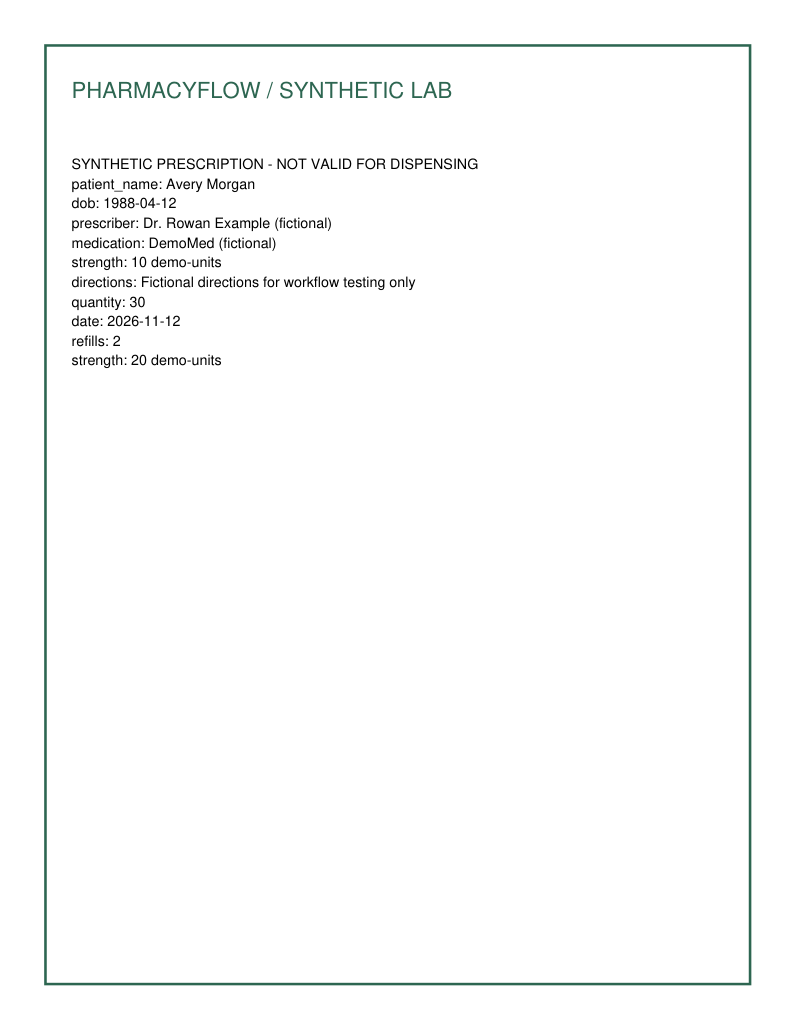 PHARMACYFLOW / SYNTHETIC LAB
SYNTHETIC PRESCRIPTION - NOT VALID FOR DISPENSING
patient_name: Avery Morgan
dob: 1988-04-12
prescriber: Dr. Rowan Example (fictional)
medication: DemoMed (fictional)
strength: 10 demo-units
directions: Fictional directions for workflow testing only
quantity: 30
date: 2026-11-12
refills: 2
strength: 20 demo-units